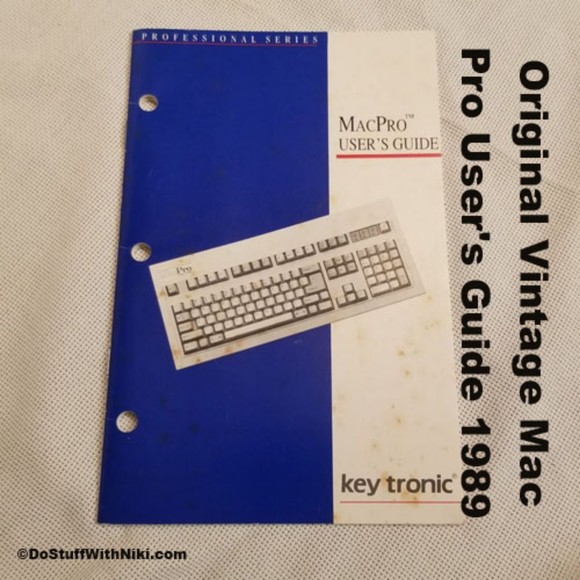 PROFESSIONAL SERIES
MACPRO™
USER'S GUIDE
Pro
key tronic®
Original Vintage Mac
Pro User's Guide 1989
©DoStuffWithNiki.com